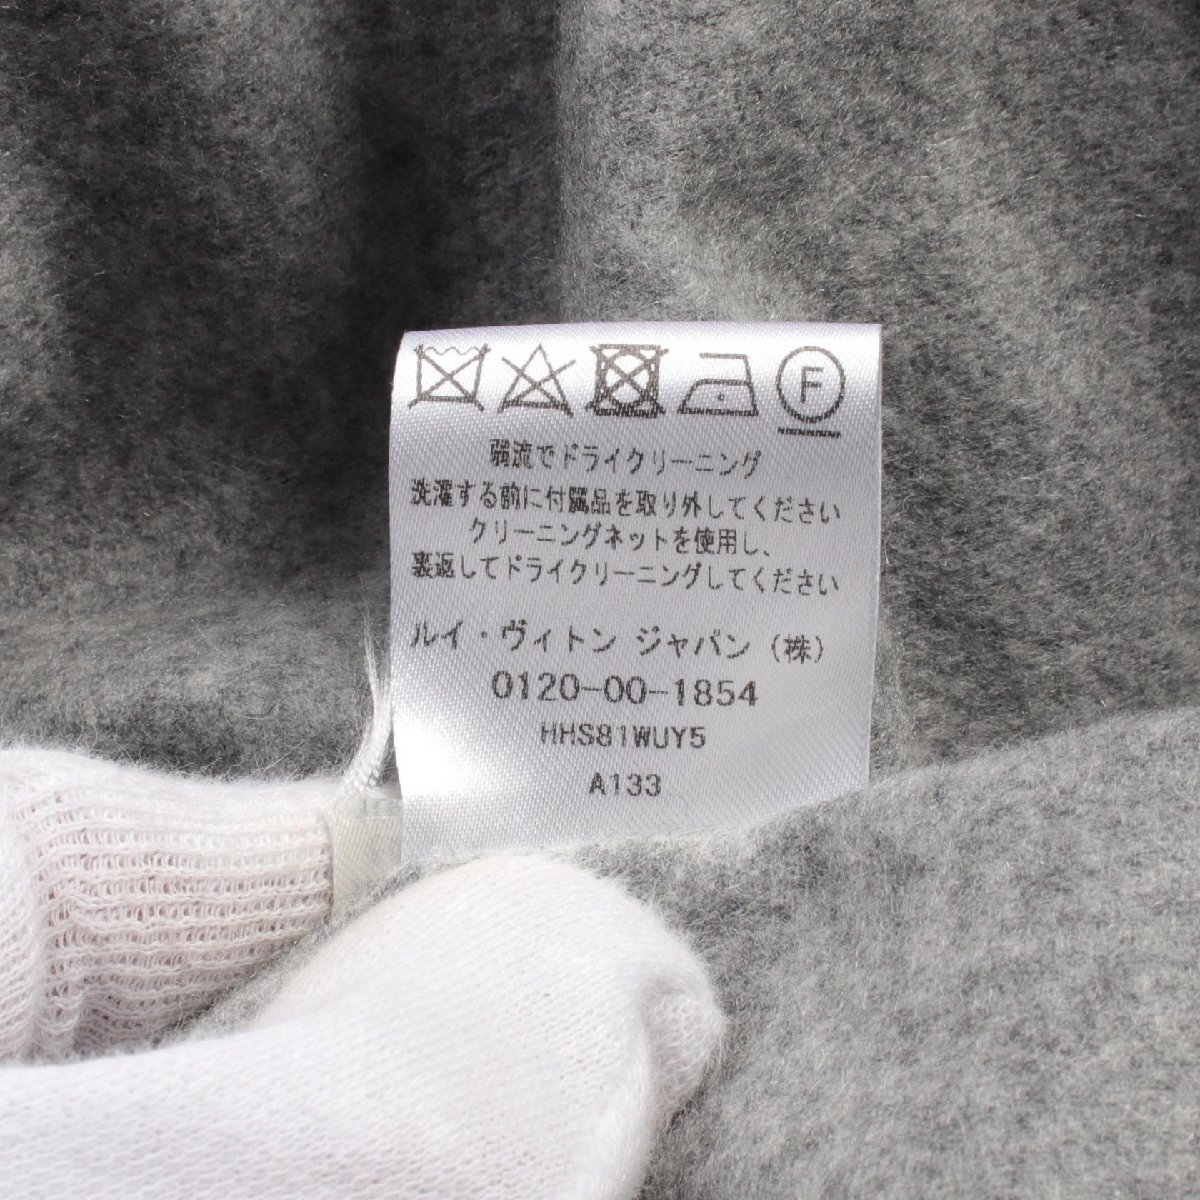 F
弱流でドライクリーニング
洗濯する前に付属品を取り外してください
クリーニングネットを使用し、
裏返してドライクリーニングしてください
ルイ・ヴィトン ジャパン (株)
0120-00-1854
HHS81WUY5
A133